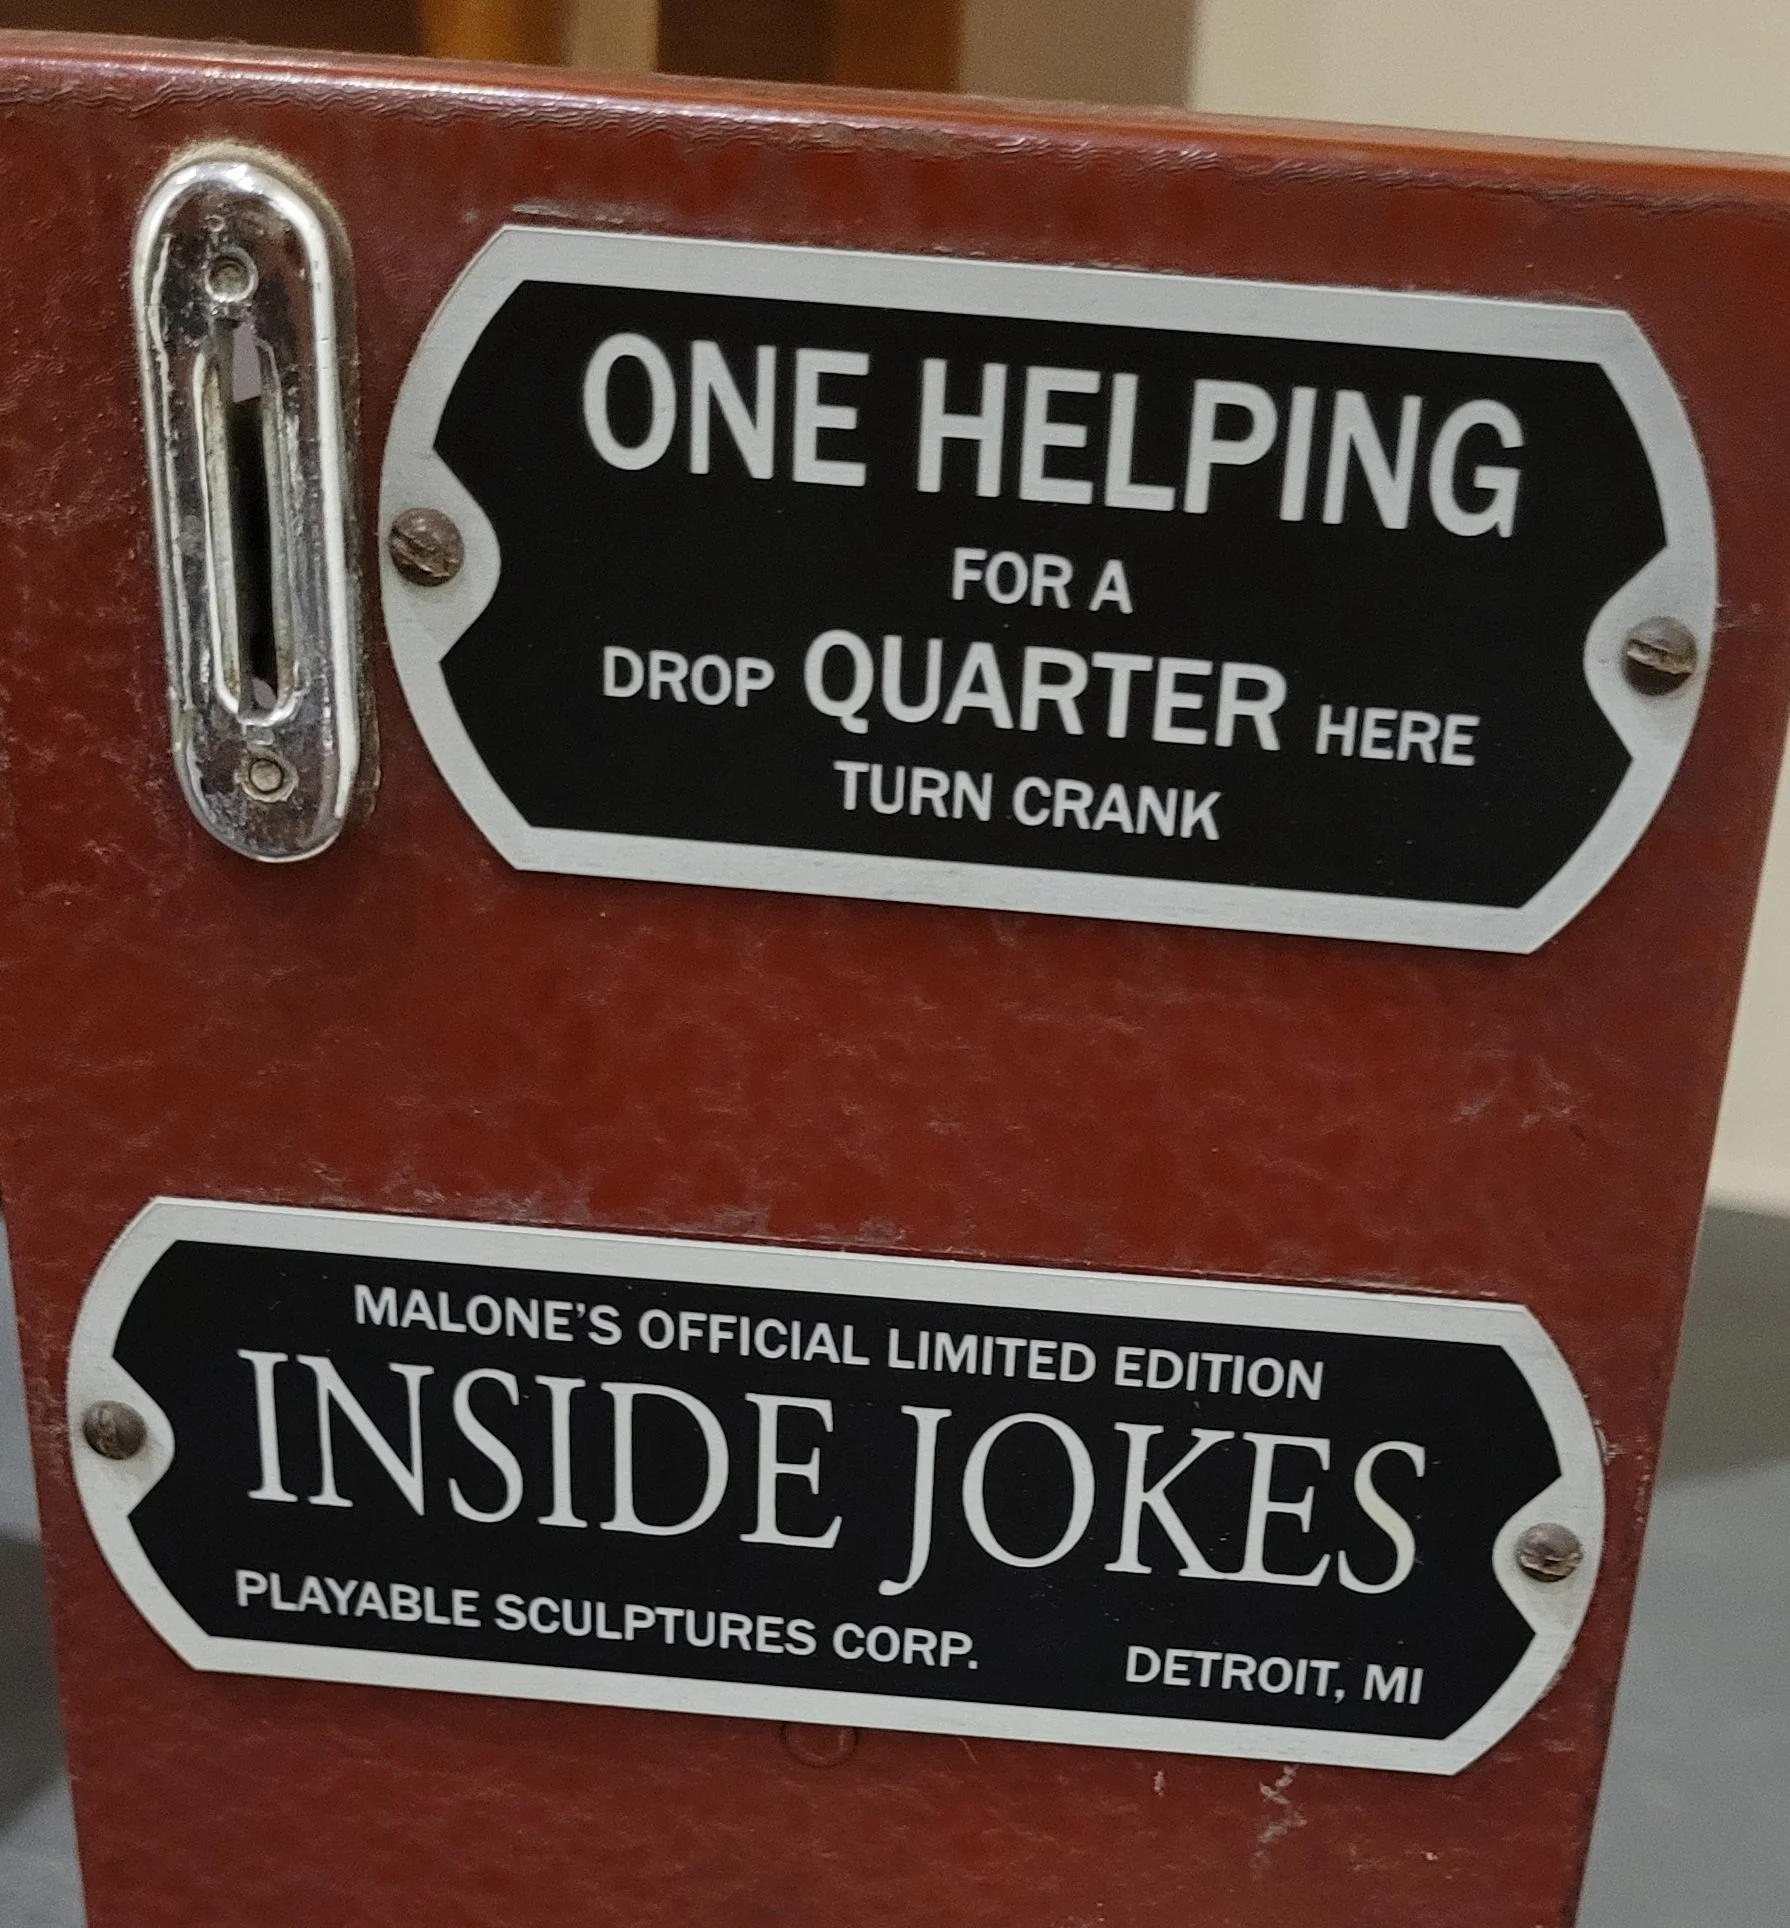 ONE HELPING
FOR A
DROP QUARTER HERE
TURN CRANK
MALONE'S OFFICIAL LIMITED EDITION
INSIDE JOKES
PLAYABLE SCULPTURES CORP. DETROIT, MI